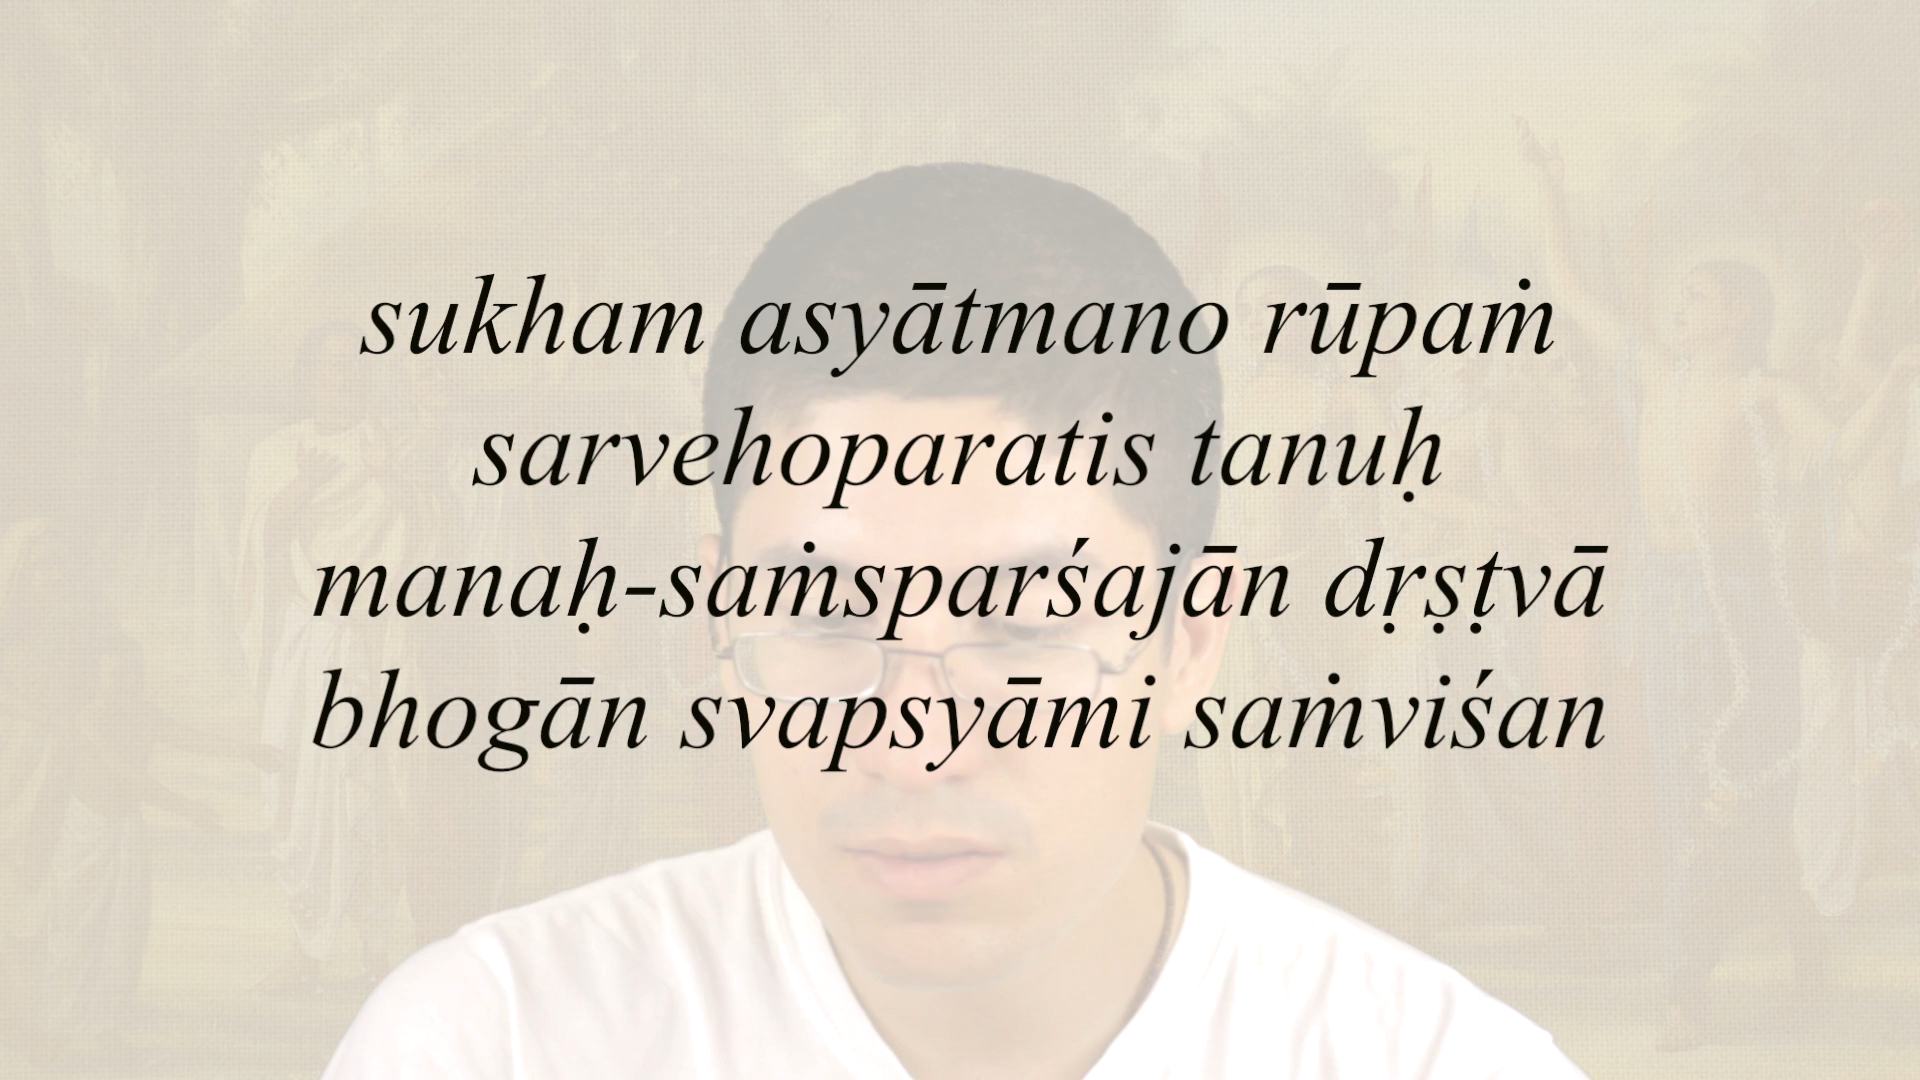 sukham asyātmano rūpaṁ
sarvehoparatis tanuḥ
manaḥ-saṁsparśajān dṛṣṭvā
bhogān svapsyāmi saṁviśan